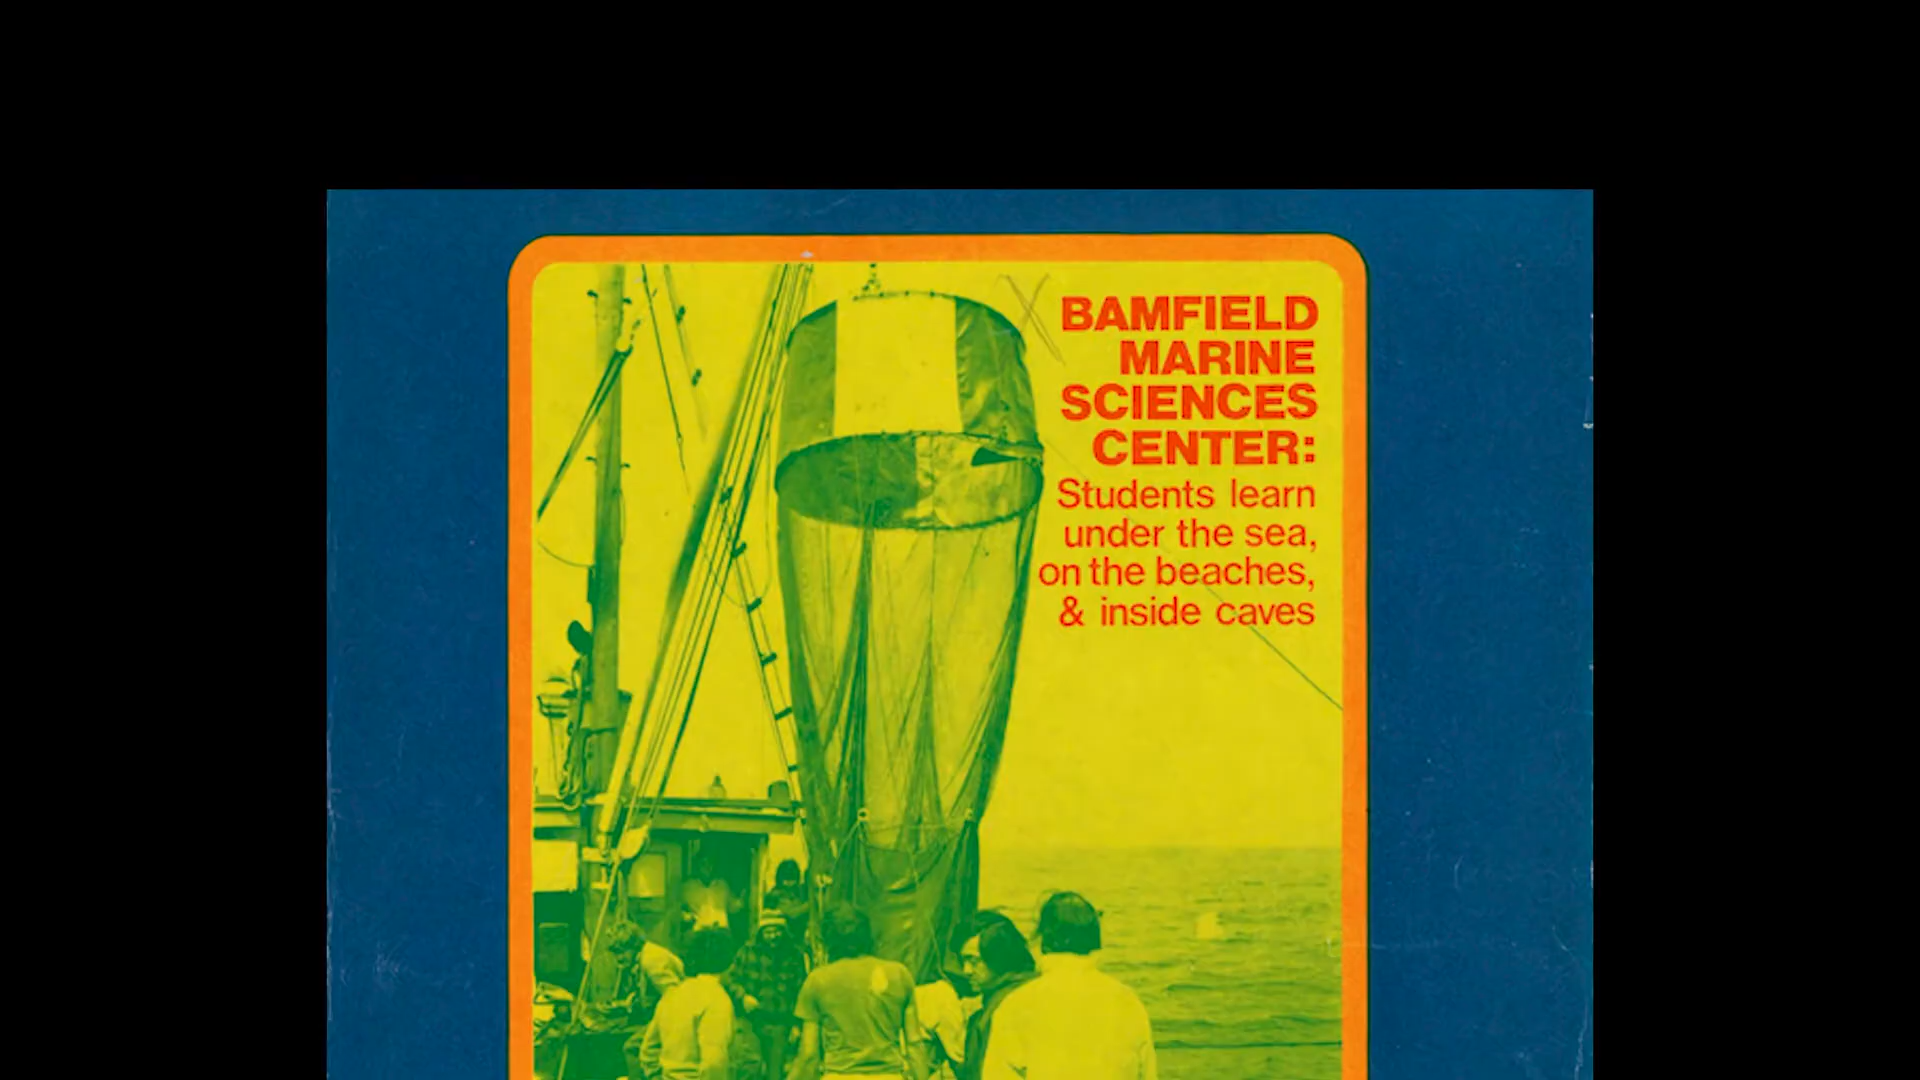 BAMFIELD
MARINE
SCIENCES
CENTER:
Students learn
under the sea,
on the beaches,
& inside caves